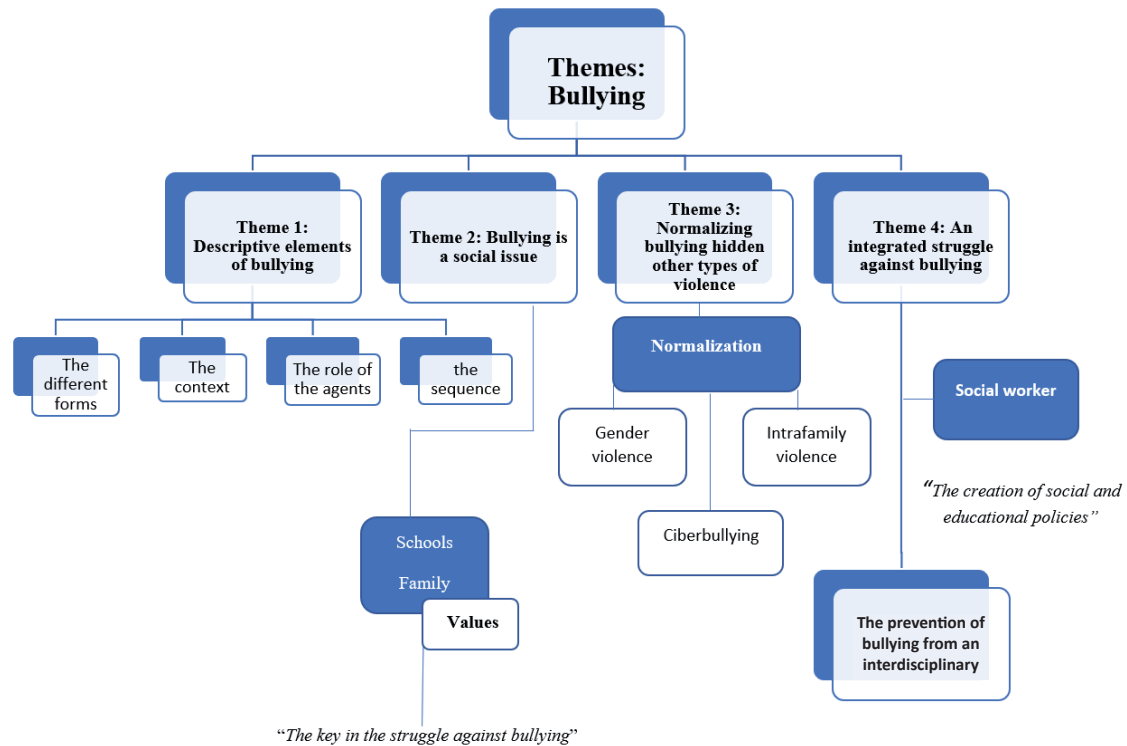 Themes:
Bullying
Theme 1:
Descriptive elements
of bullying
Theme 2: Bullying is
a social issue
Theme 3:
Normalizing
bullying hidden
other types of
violence
Theme 4: An
integrated struggle
against bullying
The
different
forms
The
context
The role of
the agents
the
sequence
Normalization
Gender
violence
Intrafamily
violence
Ciberbullying
Social worker
“The creation of social and
educational policies”
Schools
Family
Values
“The key in the struggle against bullying”
The prevention of
bullying from an
interdisciplinary